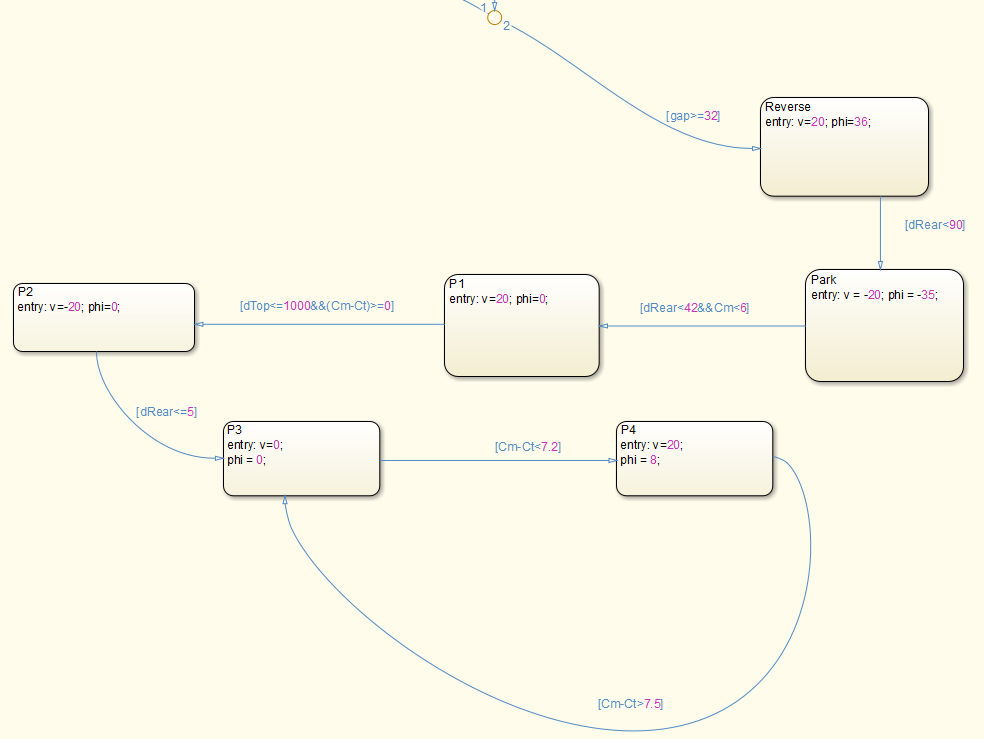 1
2
[gap>=32]
Reverse
entry: v=20; phi=36;
[dRear<90]
Park
entry: v = -20; phi = -35;
[dRear<42&&Cm<6]
P1
entry: v=20; phi=0;
[dTop<=1000&&(Cm-Ct)>=0]
P2
entry: v=-20; phi=0;
[dRear<=5]
P3
entry: v=0;
phi = 0;
[Cm-Ct<7.2]
P4
entry: v=20;
phi = 8;
[Cm-Ct>7.5]